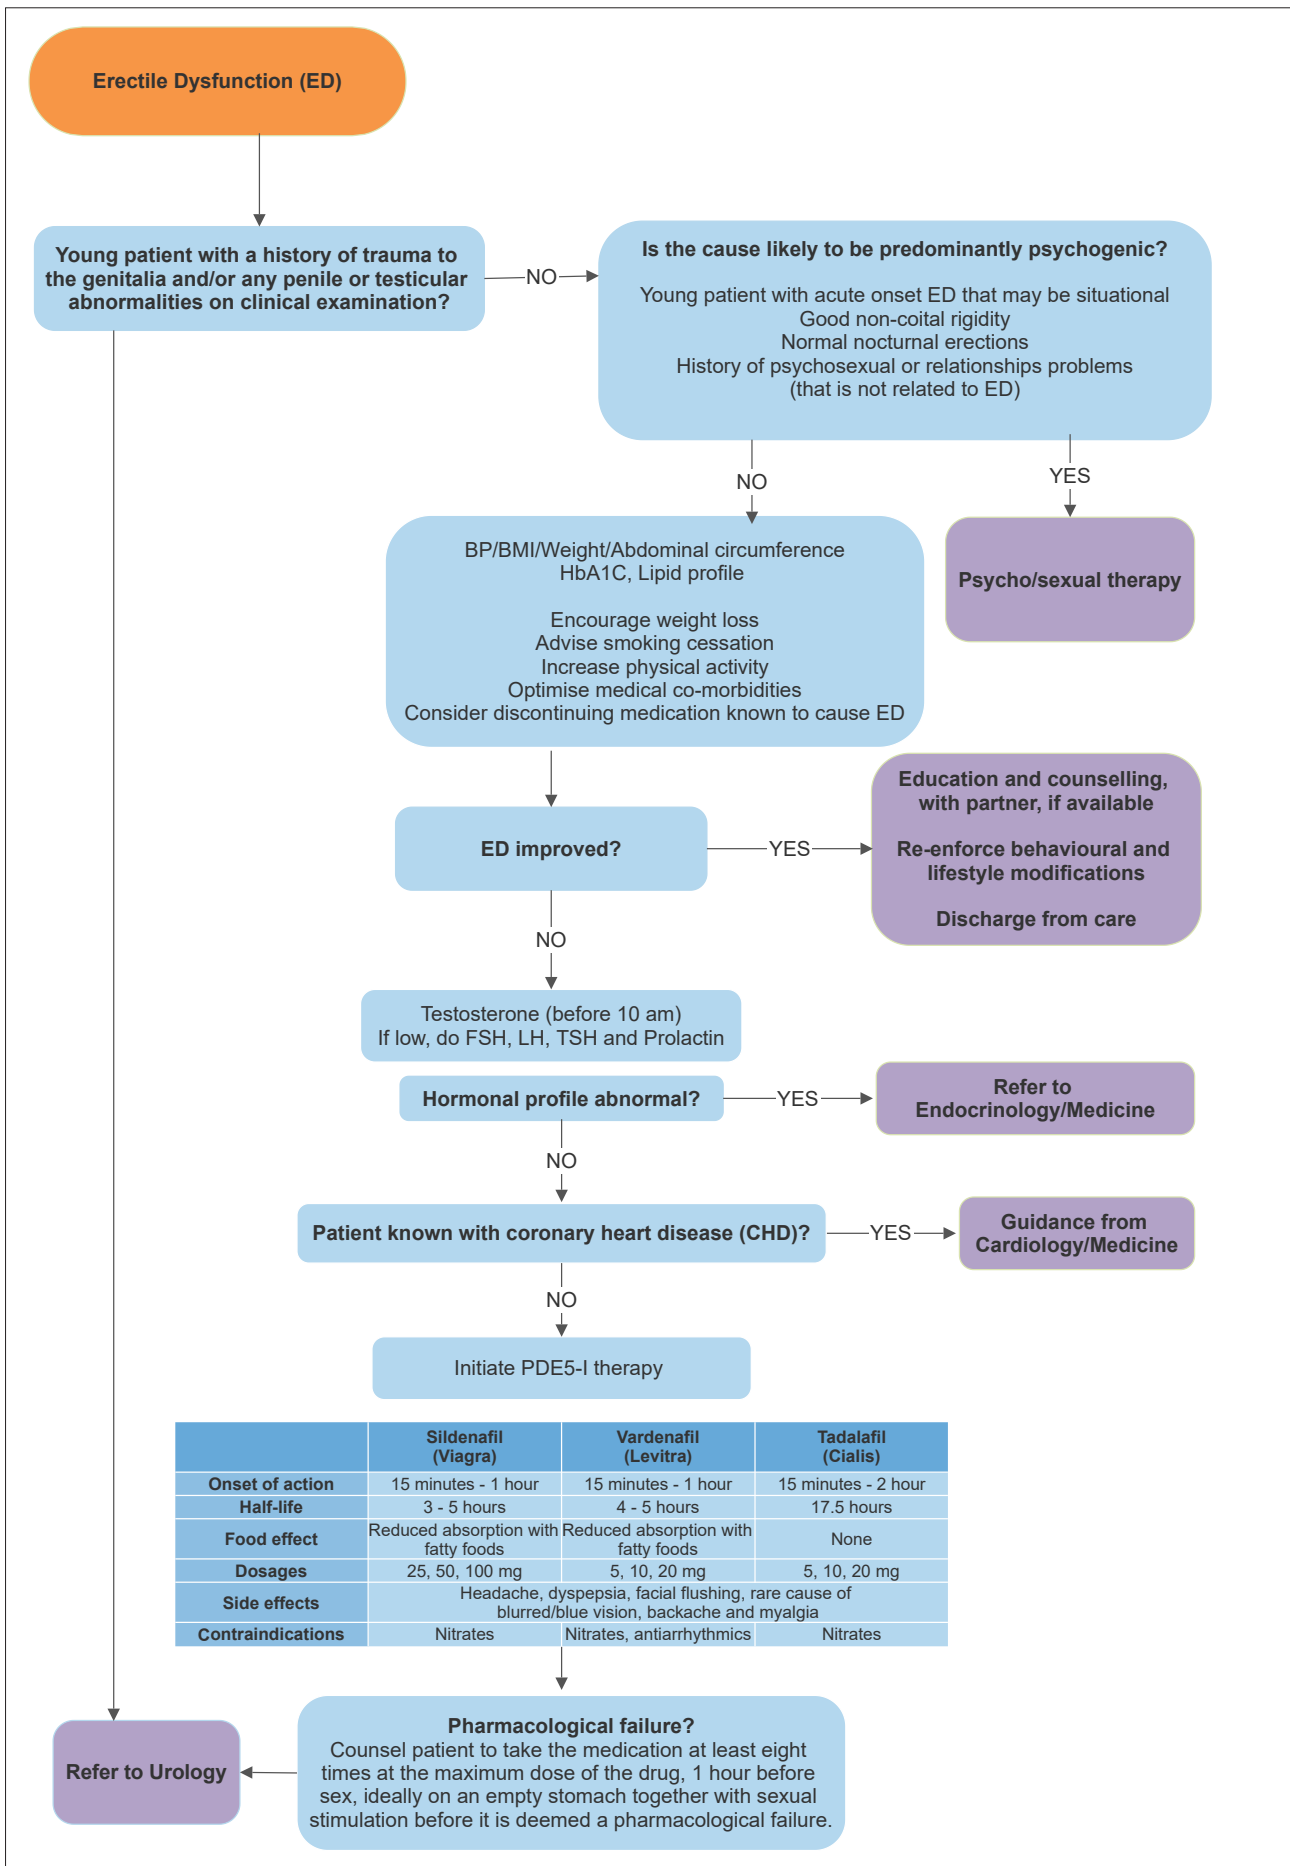 Erectile Dysfunction (ED)
Young patient with a history of trauma to
the genitalia and/or any penile or testicular
abnormalities on clinical examination?
NO
Is the cause likely to be predominantly psychogenic?
Young patient with acute onset ED that may be situational
Good non-coital rigidity
Normal nocturnal erections
History of psychosexual or relationships problems
(that is not related to ED)
NO
YES
Psycho/sexual therapy
BP/BMI/Weight/Abdominal circumference
HbA1C, Lipid profile
Encourage weight loss
Advise smoking cessation
Increase physical activity
Optimise medical co-morbidities
Consider discontinuing medication known to cause ED
ED improved?
YES
Education and counselling,
with partner, if available
Re-enforce behavioural and
lifestyle modifications
Discharge from care
NO
Testosterone (before 10 am)
If low, do FSH, LH, TSH and Prolactin
Hormonal profile abnormal?
YES
Refer to
Endocrinology/Medicine
NO
Patient known with coronary heart disease (CHD)?
YES
Guidance from
Cardiology/Medicine
NO
Initiate PDE5-I therapy
Sildenafil
(Viagra)
Vardenafil
(Levitra)
Tadalafil
(Cialis)
Onset of action
15 minutes - 1 hour
15 minutes - 1 hour
15 minutes - 2 hour
Half-life
3 - 5 hours
4 - 5 hours
17.5 hours
Food effect
Reduced absorption with
fatty foods
Reduced absorption with
fatty foods
None
Dosages
25, 50, 100 mg
5, 10, 20 mg
5, 10, 20 mg
Side effects
Headache, dyspepsia, facial flushing, rare cause of
blurred/blue vision, backache and myalgia
Contraindications
Nitrates
Nitrates, antiarrhythmics
Nitrates
Pharmacological failure?
Counsel patient to take the medication at least eight
times at the maximum dose of the drug, 1 hour before
sex, ideally on an empty stomach together with sexual
stimulation before it is deemed a pharmacological failure.
Refer to Urology